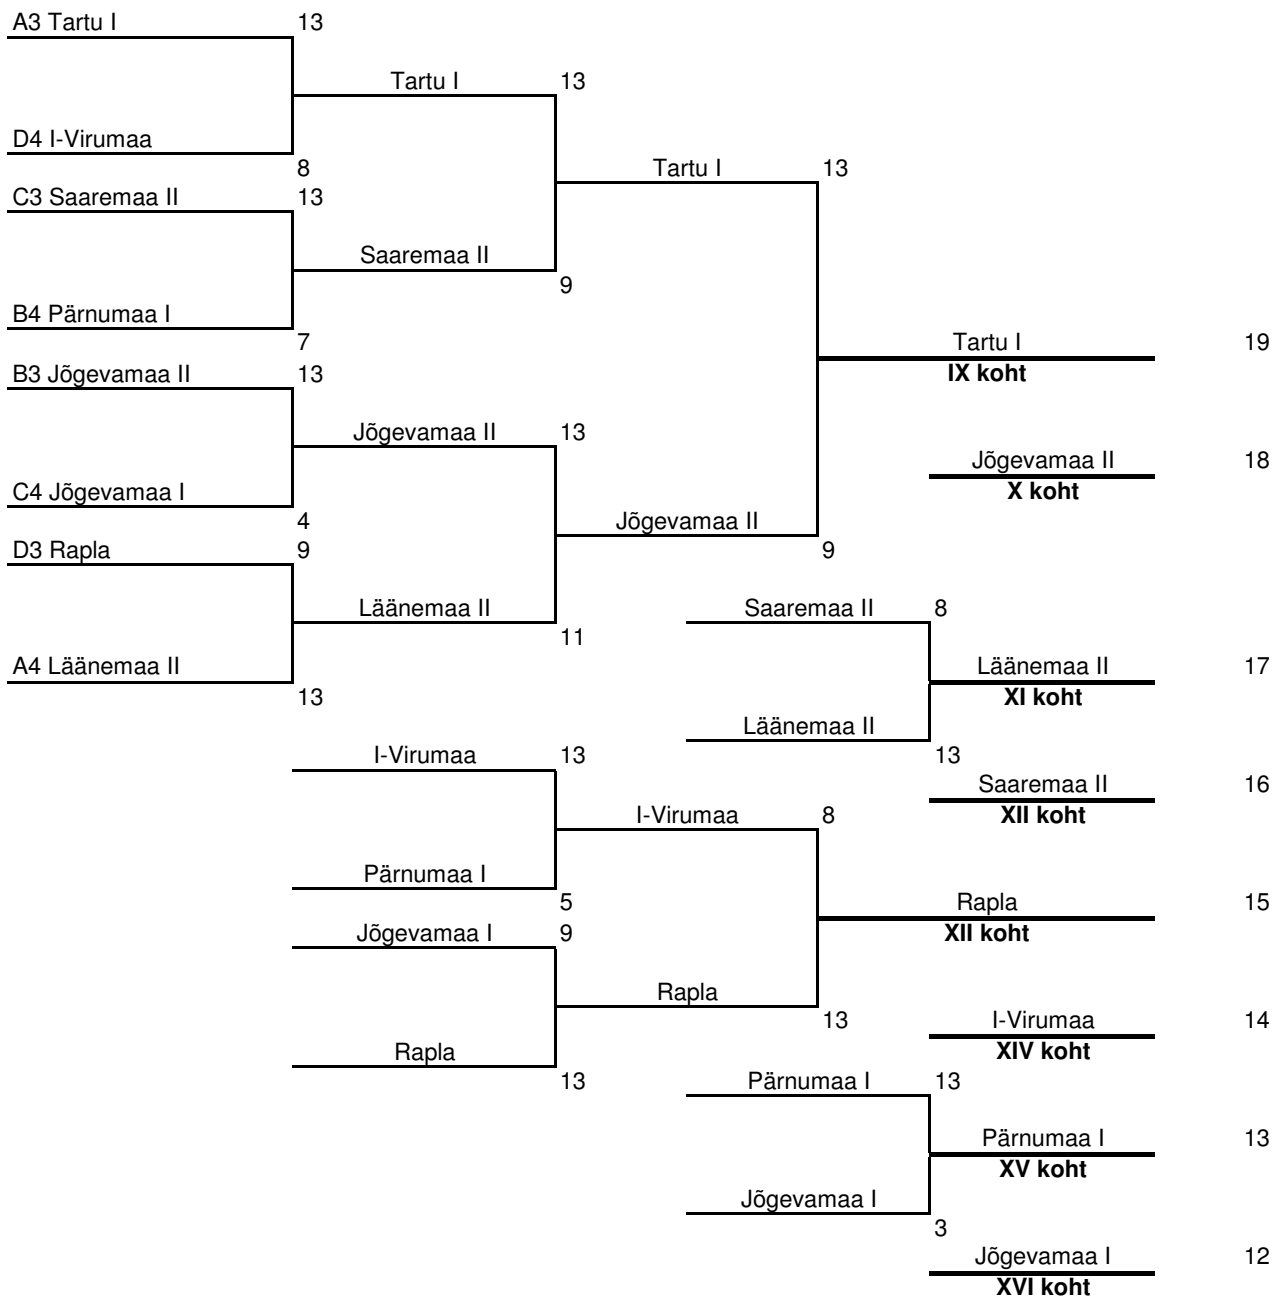 A3 Tartu I 13
Tartu I 13
D4 I-Virumaa
8 Tartu I 13
C3 Saaremaa II 13
Saaremaa II
9
B4 Pärnumaa I
7 Tartu I 19
B3 Jõgevamaa II 13 IX koht
Jõgevamaa II 13
Jõgevamaa II 18
C4 Jõgevamaa I X koht
4 Jõgevamaa II
D3 Rapla 9 9
Läänemaa II Saaremaa II 8
11
A4 Läänemaa II Läänemaa II 17
13 XI koht
Läänemaa II
I-Virumaa 13 13
Saaremaa II 16
I-Virumaa 8 XII koht
Pärnumaa I
5 Rapla 15
Jõgevamaa I 9 XII koht
Rapla
13 I-Virumaa 14
Rapla XIV koht
13 Pärnumaa I 13
Pärnumaa I 13
XV koht
Jõgevamaa I
3
Jõgevamaa I 12
XVI koht